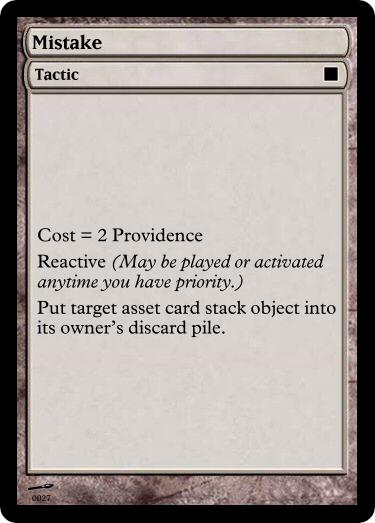 Mistake
Tactic
Cost = 2 Providence
Reactive (May be played or activated
anytime you have priority.)
Put target asset card stack object into
its owner's discard pile.
0027